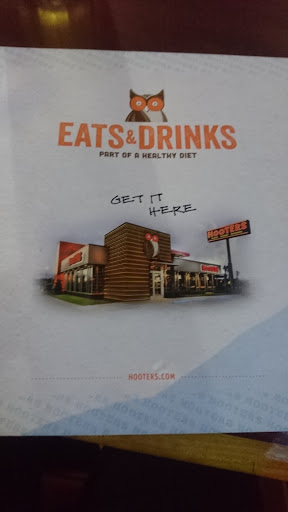 EATS & DRINKS
PART OF A HEALTHY DIET
GET IT
HERE
HOOTERS
HOOTERS.COM